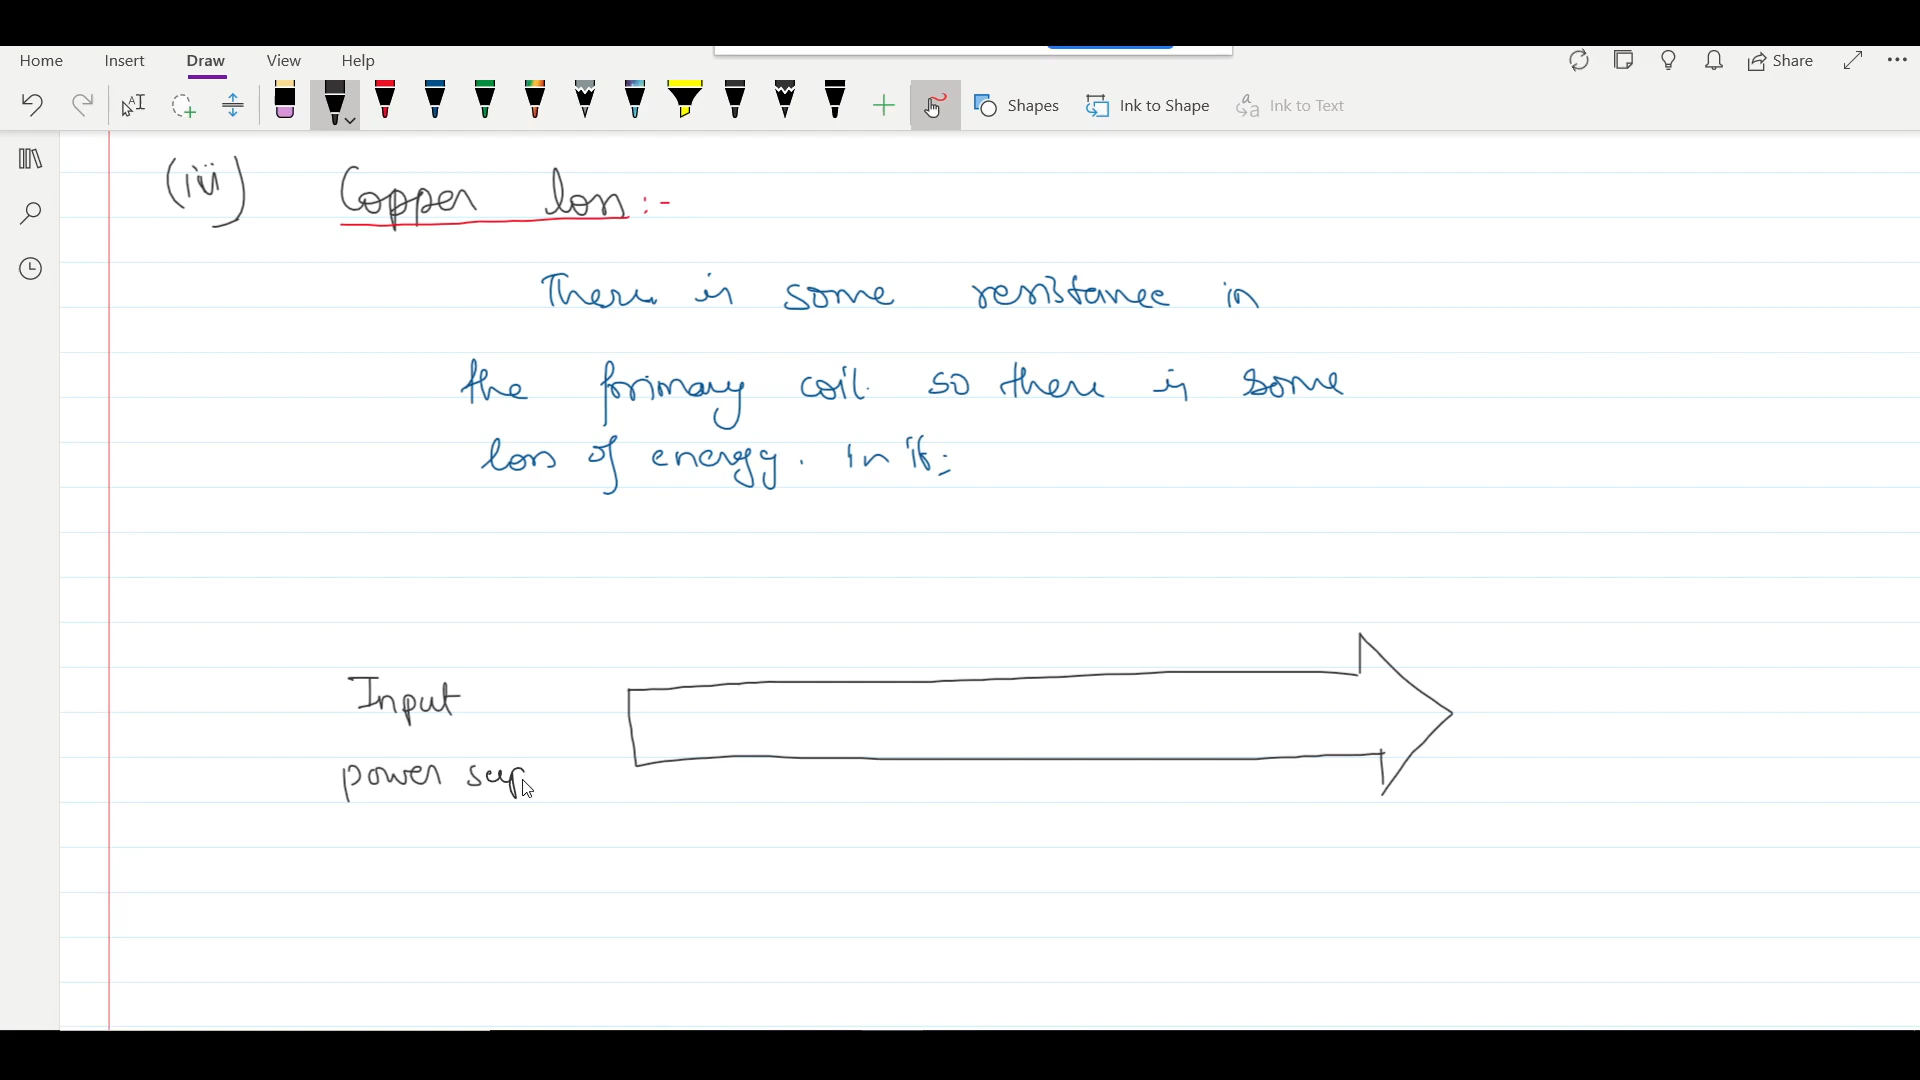 Home Insert Draw View Help
Share
Shapes Ink to Shape Ink to Text
(iii) Copper loss :-
There is some resistance in
the primary coil. so there is some
loss of energy. in it.
Input
power sup